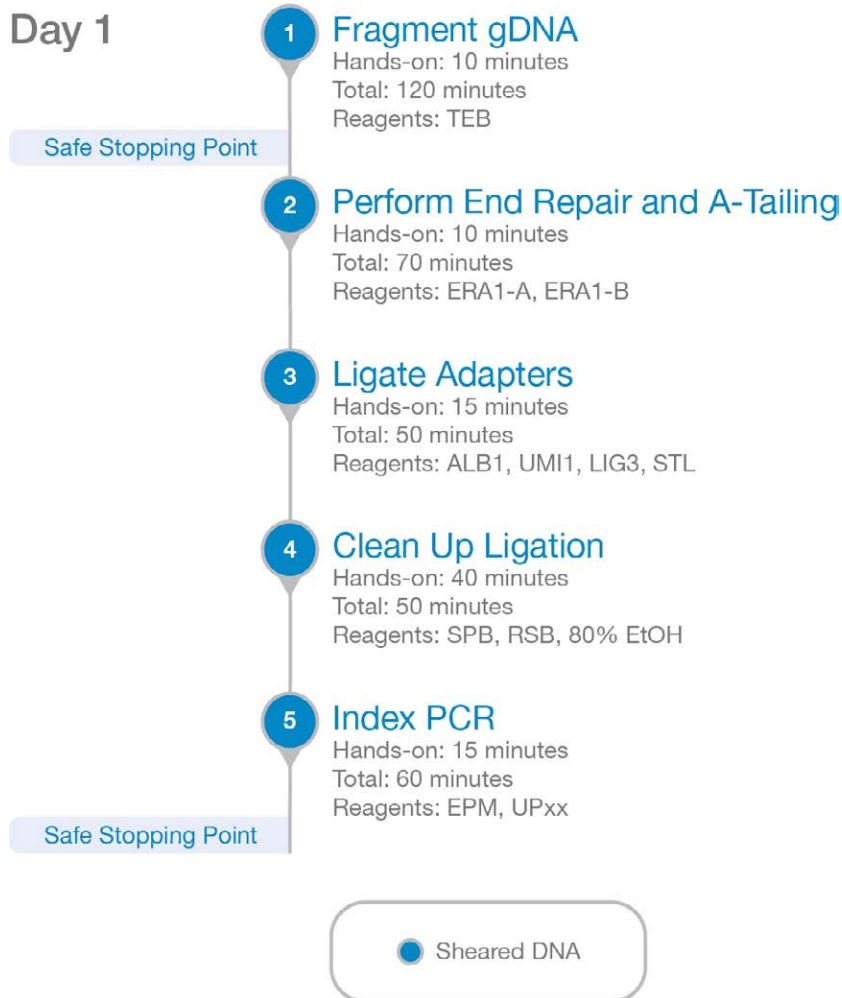 Day 1
1
Fragment gDNA
Hands-on: 10 minutes
Total: 120 minutes
Reagents: TEB
Safe Stopping Point
2
Perform End Repair and A-Tailing
Hands-on: 10 minutes
Total: 70 minutes
Reagents: ERA1-A, ERA1-B
3
Ligate Adapters
Hands-on: 15 minutes
Total: 50 minutes
Reagents: ALB1, UMI1, LIG3, STL
4
Clean Up Ligation
Hands-on: 40 minutes
Total: 50 minutes
Reagents: SPB, RSB, 80% EtOH
5
Index PCR
Hands-on: 15 minutes
Total: 60 minutes
Reagents: EPM, UPxx
Safe Stopping Point
Sheared DNA